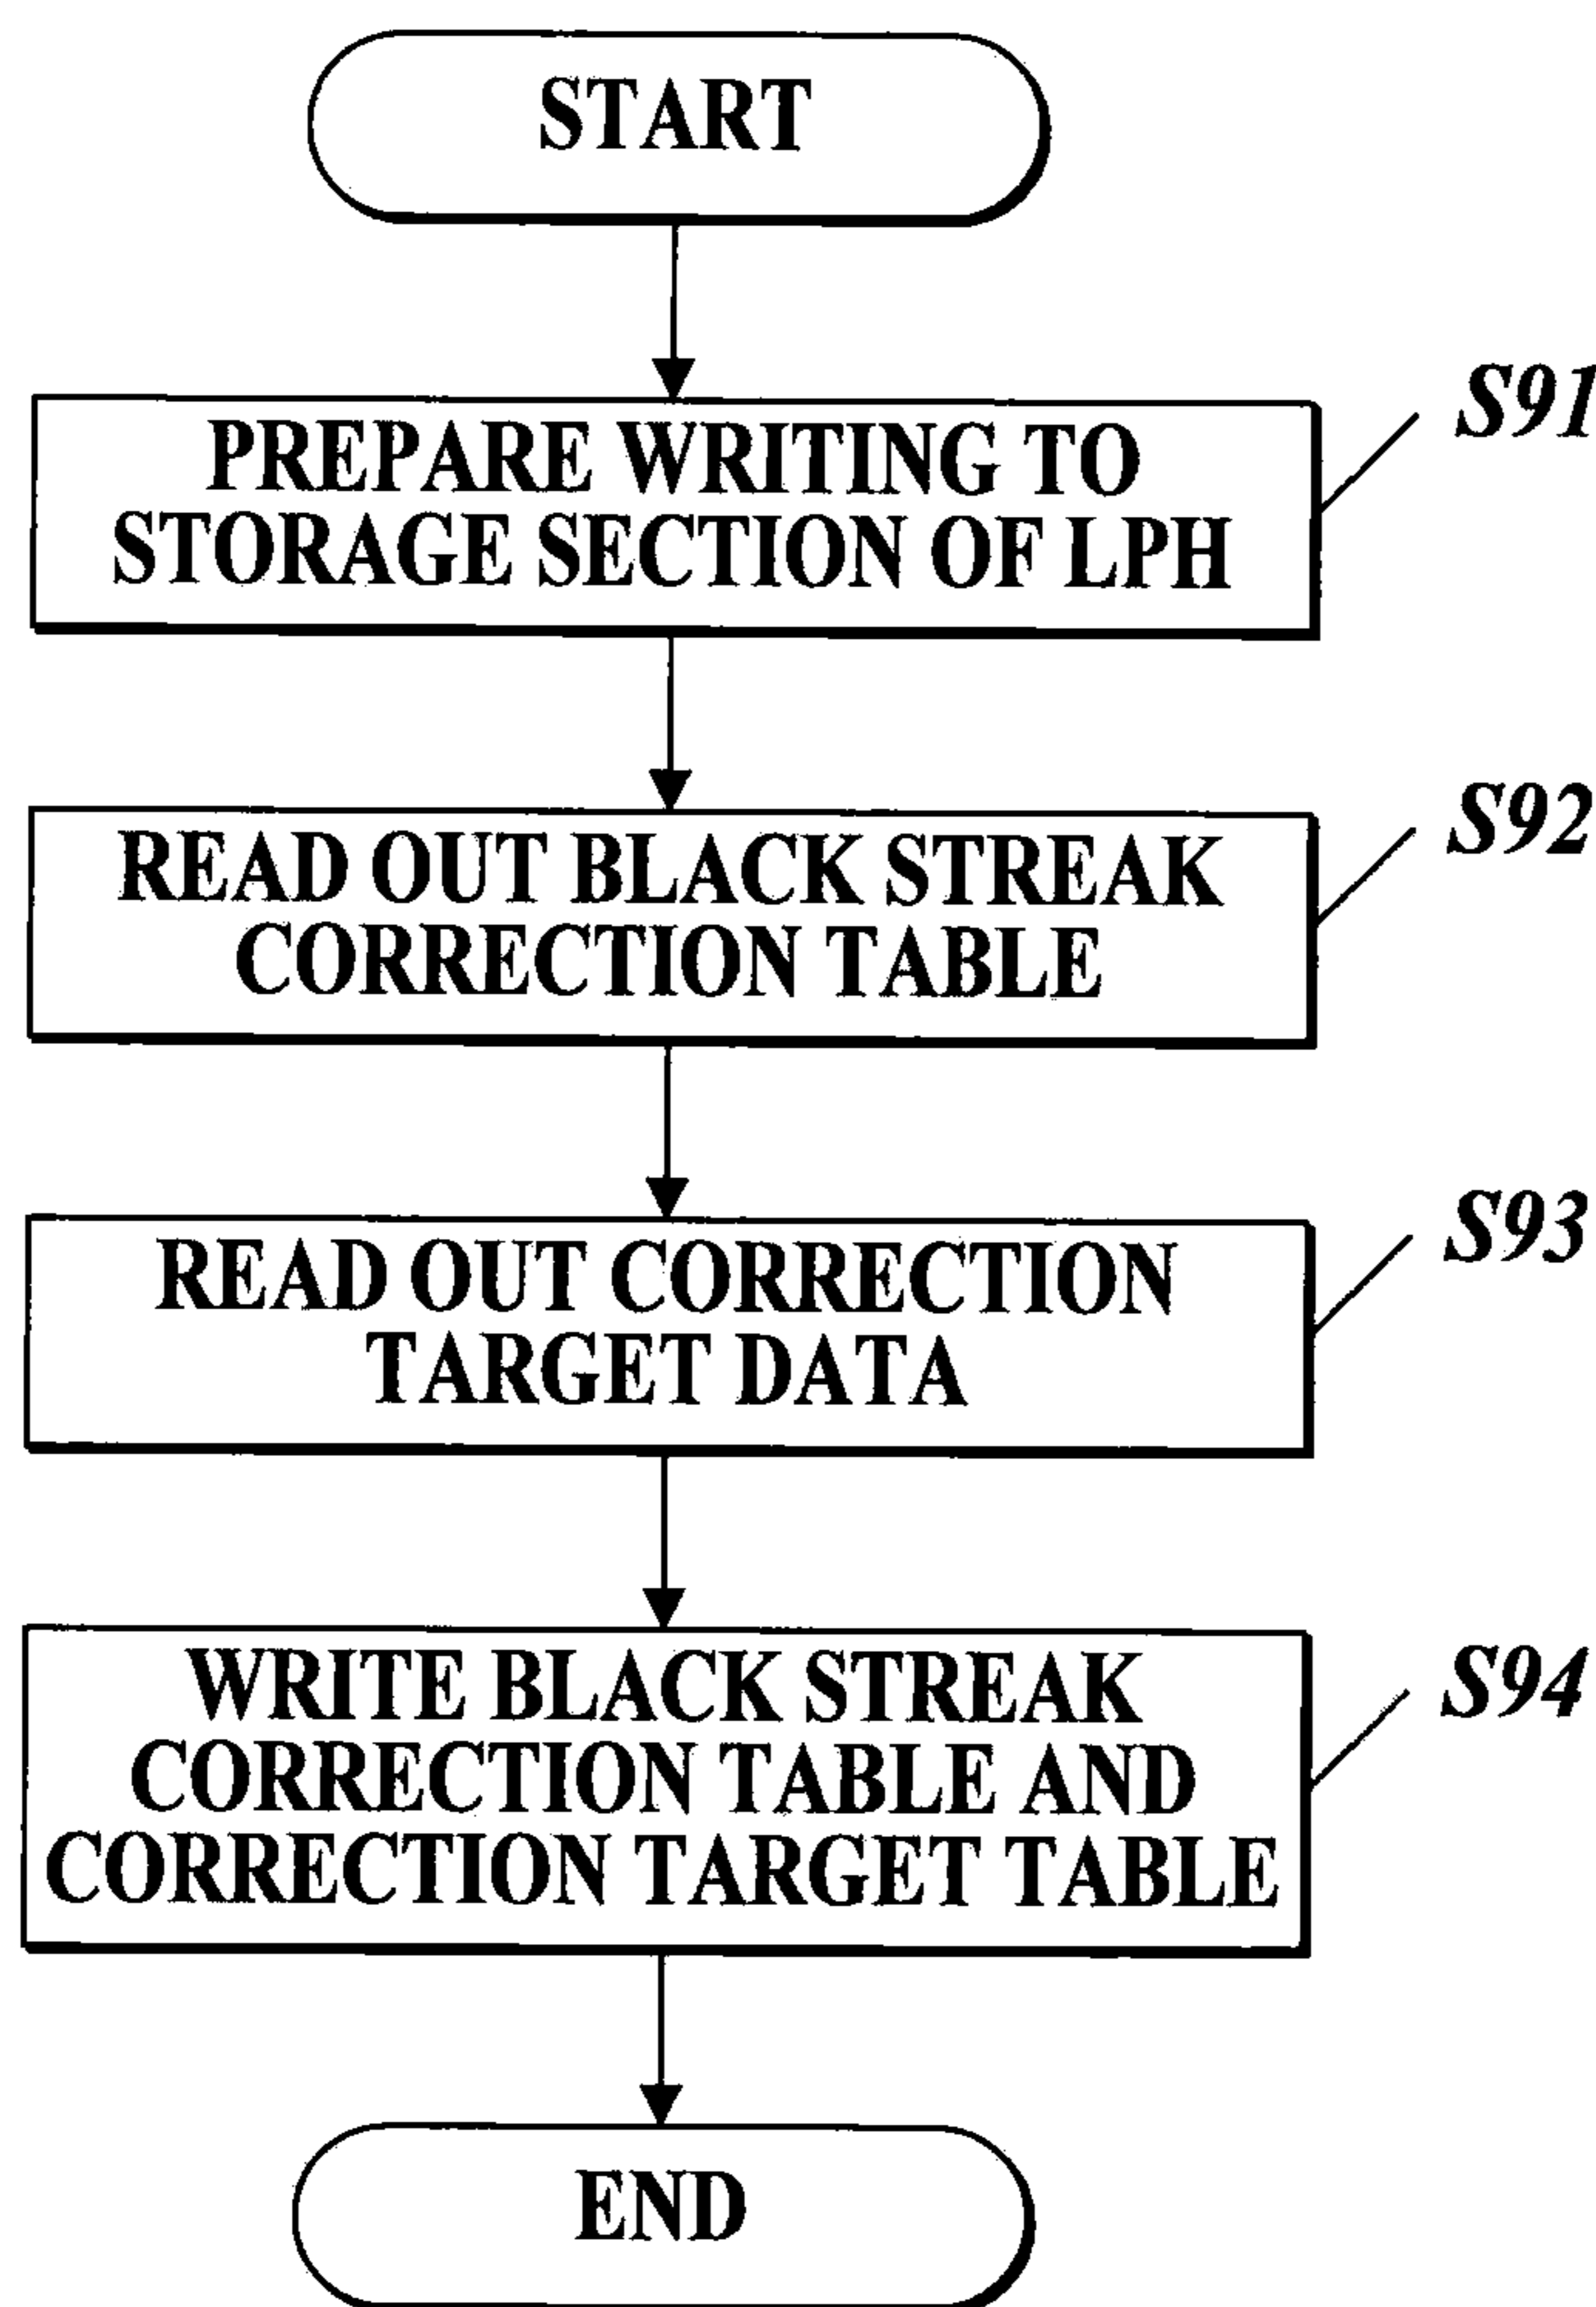 START
PREPARE WRITING TO
STORAGE SECTION OF LPH
S91
READ OUT BLACK STREAK
CORRECTION TABLE
S92
READ OUT CORRECTION
TARGET DATA
S93
WRITE BLACK STREAK
CORRECTION TABLE AND
CORRECTION TARGET TABLE
S94
END